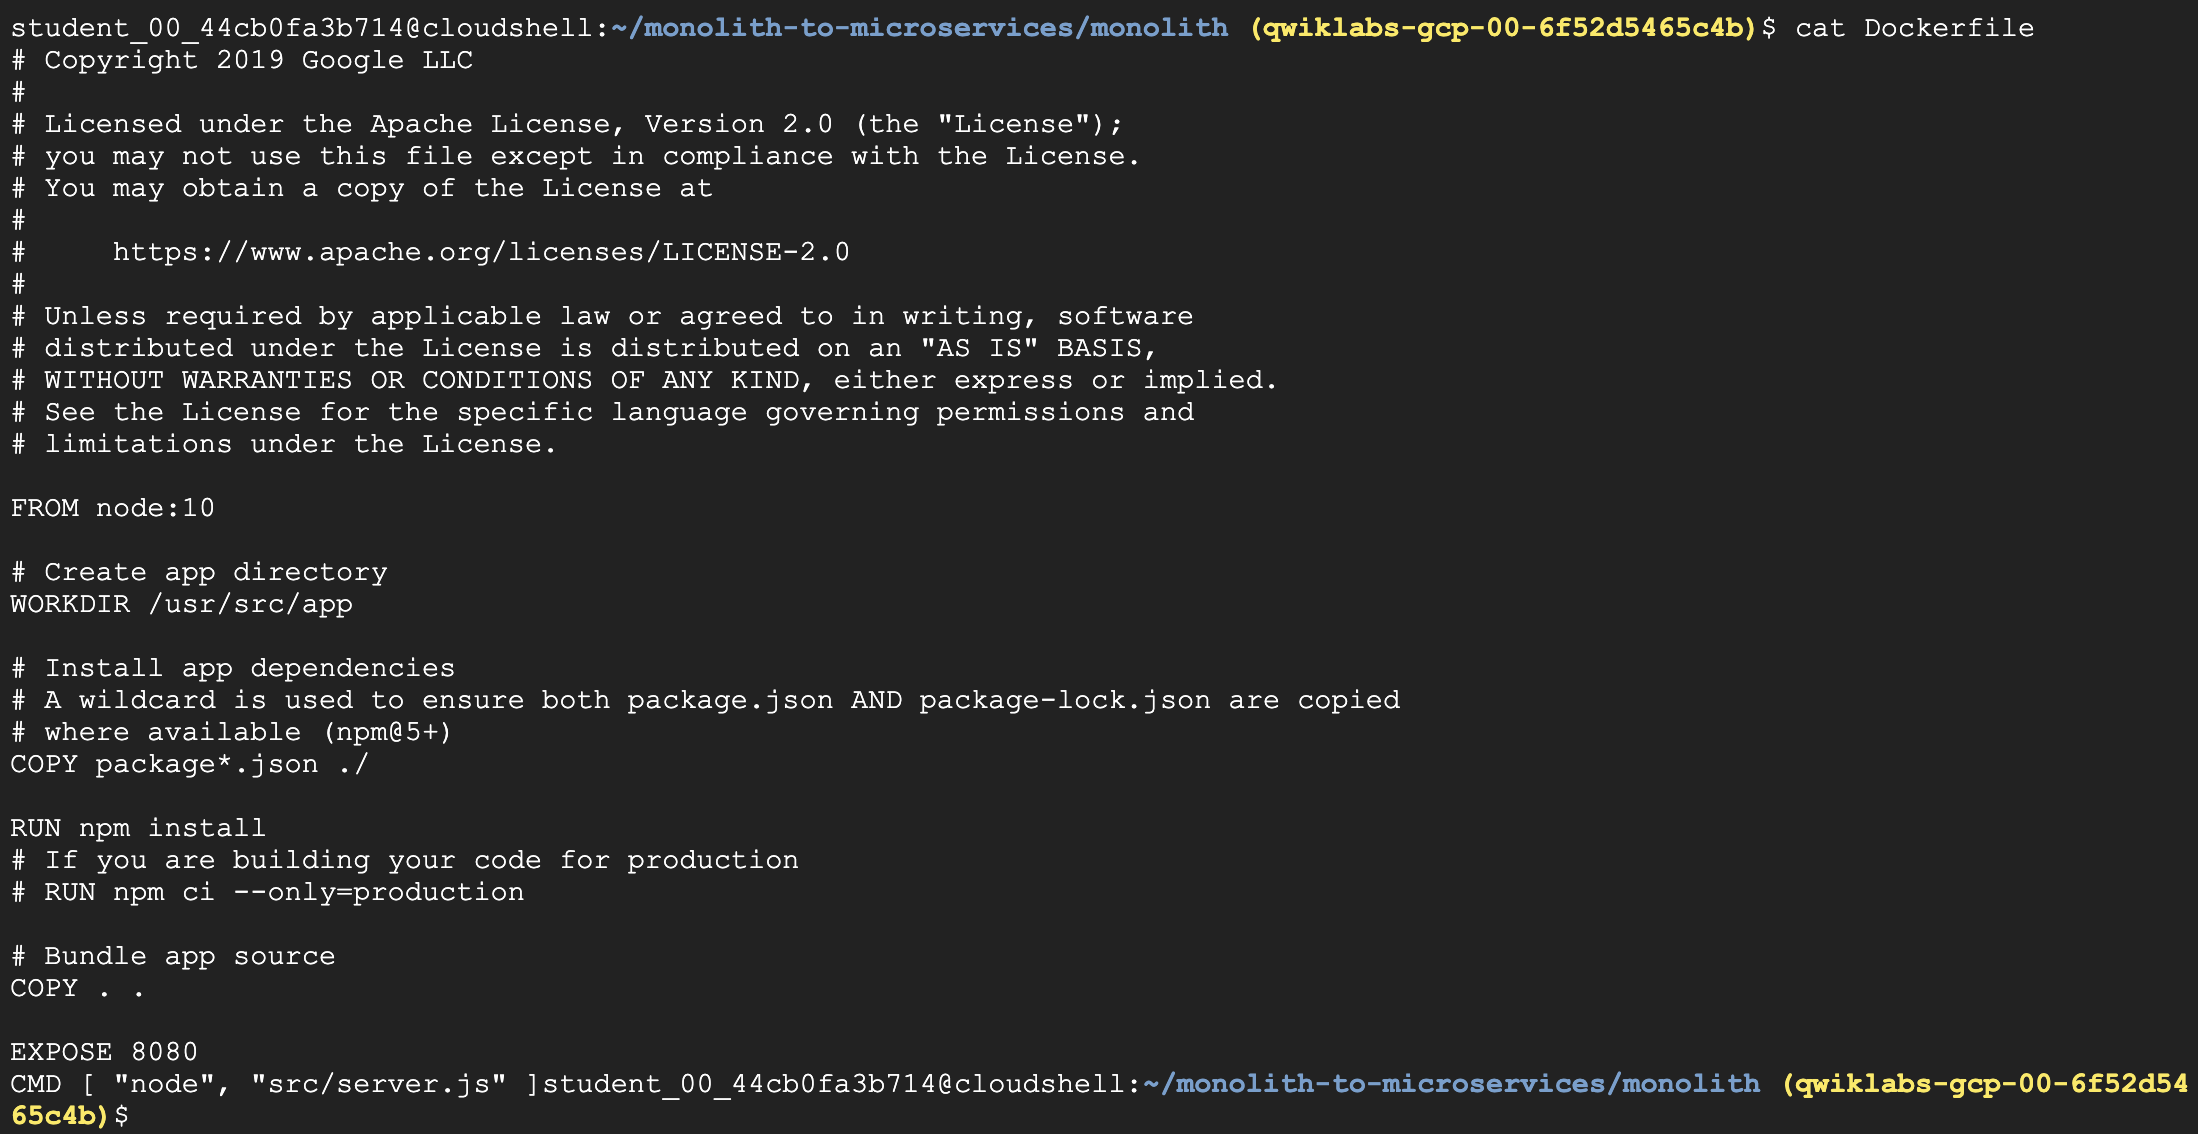 student_00_44cb0fa3b714@cloudshell:~/monolith-to-microservices/monolith (qwiklabs-gcp-00-6f52d5465c4b)$ cat Dockerfile
# Copyright 2019 Google LLC
#
# Licensed under the Apache License, Version 2.0 (the "License");
# you may not use this file except in compliance with the License.
# You may obtain a copy of the License at
#
#     https://www.apache.org/licenses/LICENSE-2.0
#
# Unless required by applicable law or agreed to in writing, software
# distributed under the License is distributed on an "AS IS" BASIS,
# WITHOUT WARRANTIES OR CONDITIONS OF ANY KIND, either express or implied.
# See the License for the specific language governing permissions and
# limitations under the License.

FROM node:10

# Create app directory
WORKDIR /usr/src/app

# Install app dependencies
# A wildcard is used to ensure both package.json AND package-lock.json are copied
# where available (npm@5+)
COPY package*.json ./

RUN npm install
# If you are building your code for production
# RUN npm ci --only=production

# Bundle app source
COPY . .

EXPOSE 8080
CMD [ "node", "src/server.js" ]student_00_44cb0fa3b714@cloudshell:~/monolith-to-microservices/monolith (qwiklabs-gcp-00-6f52d54
65c4b)$